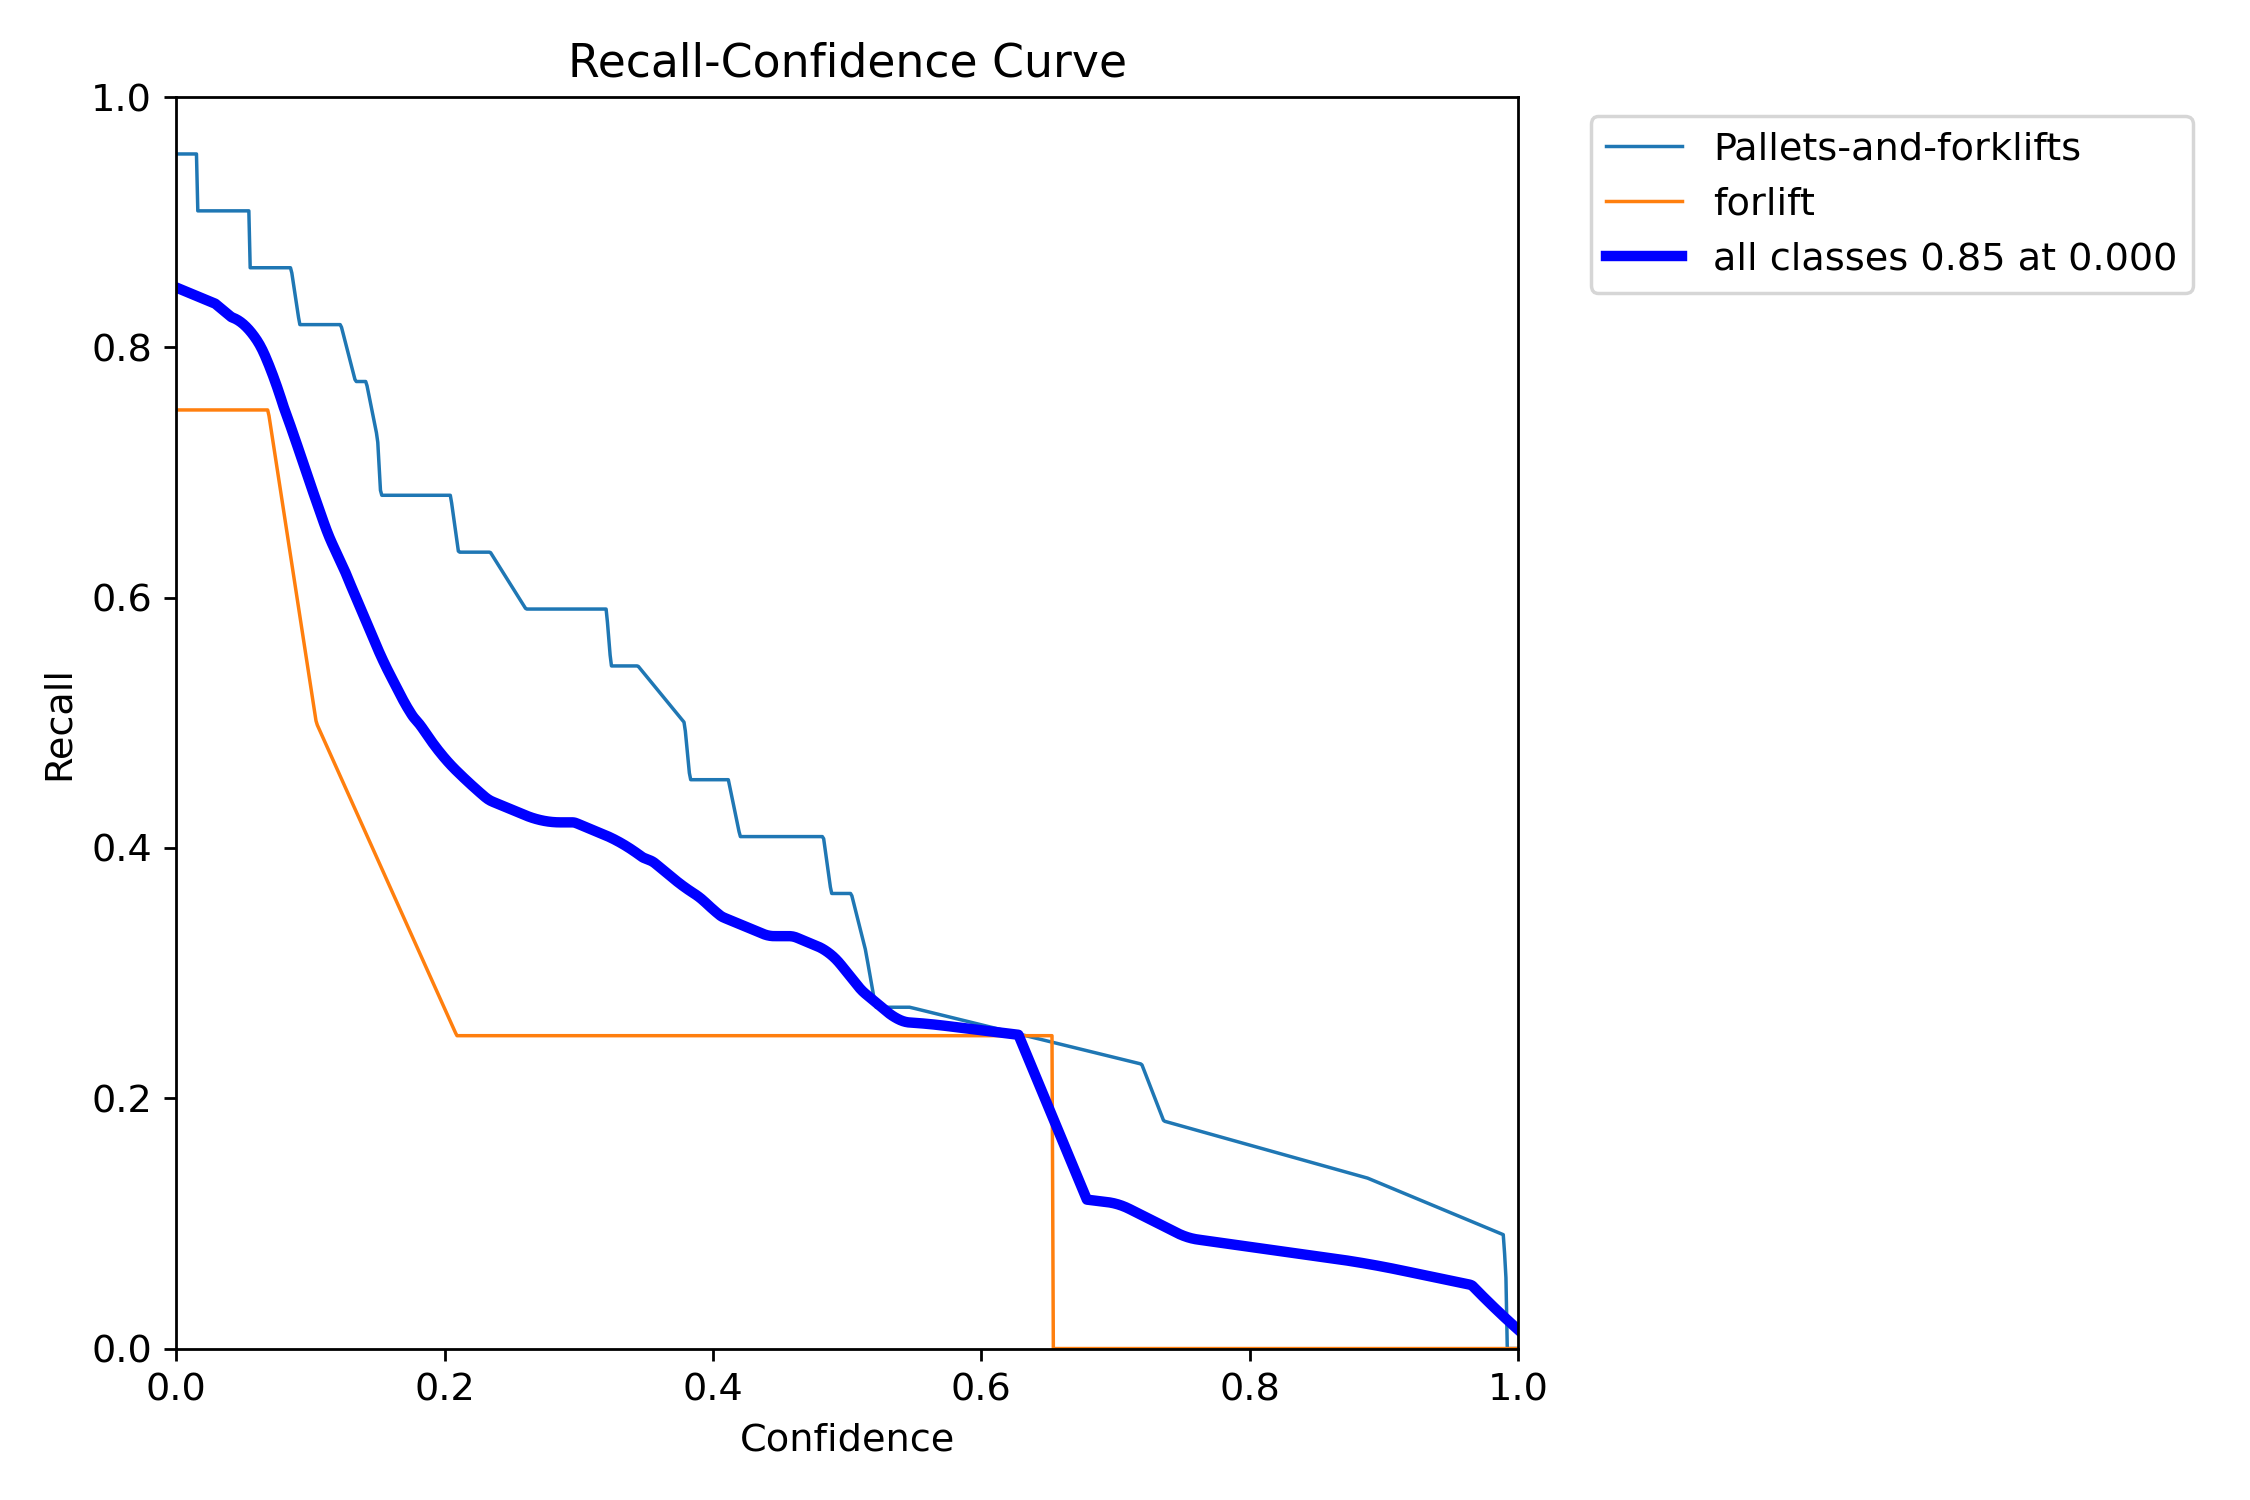 Recall-Confidence Curve
1.0
0.8
0.6
0.4
0.2
0.0
Recall
0.0 0.2 0.4 0.6 0.8 1.0
Confidence
Pallets-and-forklifts
forlift
all classes 0.85 at 0.000